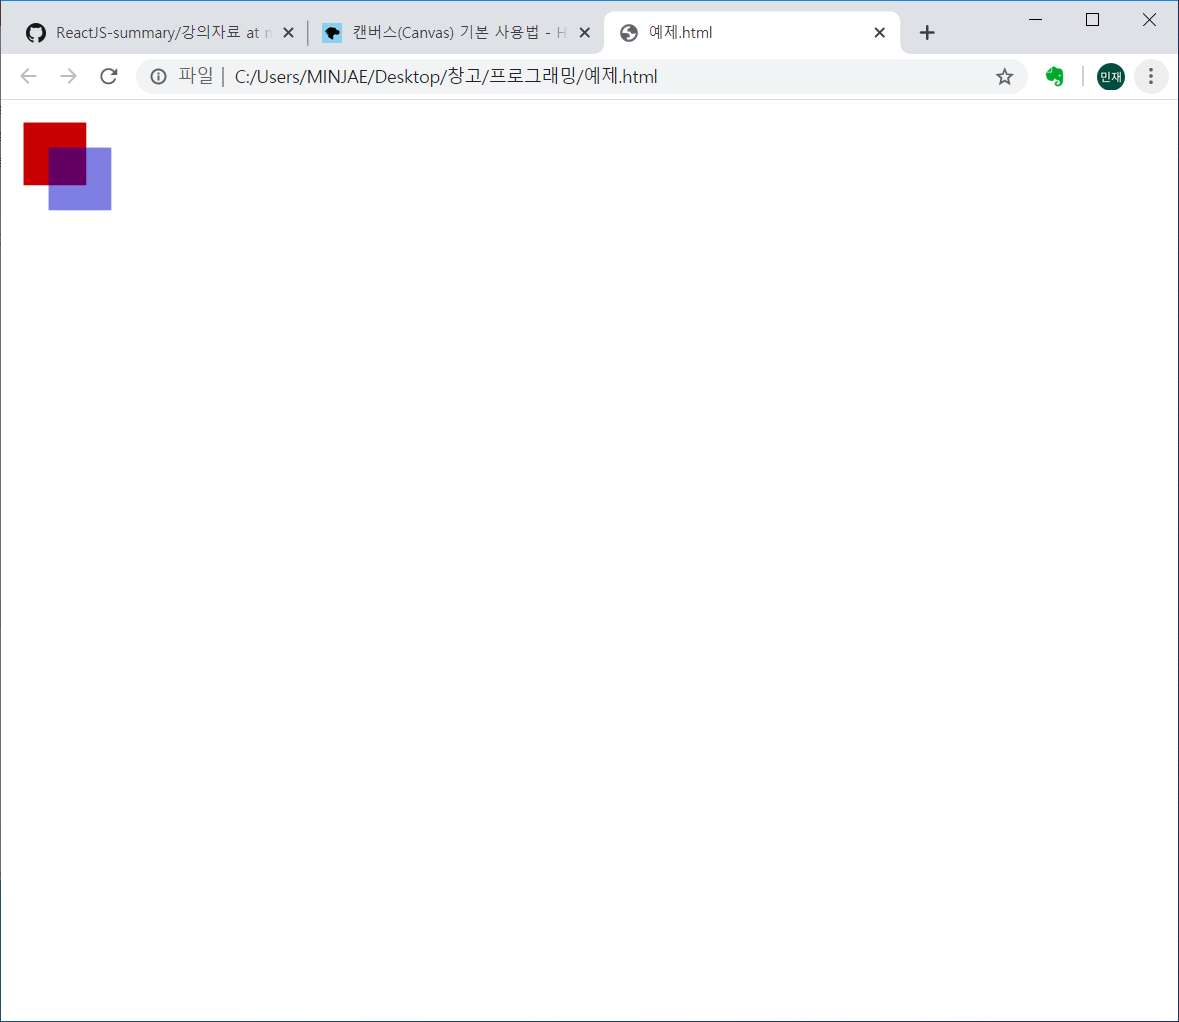 ReactJS-summary/강의자료 at
캔버스(Canvas) 기본 사용법 -
예제.html
파일 | C:/Users/MINJAE/Desktop/창고/프로그래밍/예제.html
민재